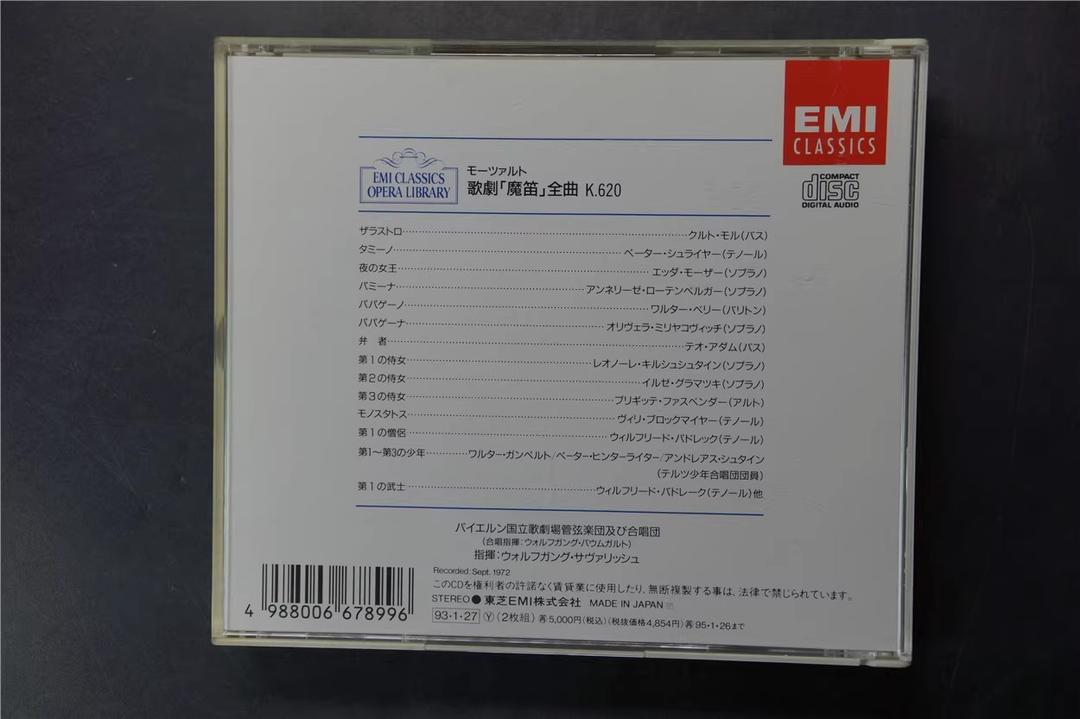 EMI
CLASSICS
COMPACT
disc
DIGITAL AUDIO
EMI CLASSICS
OPERA LIBRARY
モーツァルト
歌劇「魔笛」全曲 K.620
ザラストロ……クルト・モル(バス)
タミーノ……ペーター・シュライヤー(テノール)
夜の女王……エッダ・モーザー(ソプラノ)
パミーナ……アンネリーゼ・ローテンベルガー(ソプラノ)
パパゲーノ……ワルター・ベリー(バリトン)
パパゲーナ……オリヴェラ・ミリヤコヴィッチ(ソプラノ)
弁 者……テオ・アダム(バス)
第1の侍女……レオノーレ・キルシュシュタイン(ソプラノ)
第2の侍女……イルゼ・グラマツキ(ソプラノ)
第3の侍女……ブリギッテ・ファスベンダー(アルト)
モノスタトス……ヴィリ・ブロックマイヤー(テノール)
第1の僧侶……ウィルフリード・バドレック(テノール)
第1〜第3の少年……ワルター・ガンペルト/ペーター・ヒンターライター/アンドレアス・シュタイン
(テルツ少年合唱団団員)
第1の武士……ウィルフリード・バドレーク(テノール)他
バイエルン国立歌劇場管弦楽団及び合唱団
(合唱指揮:ウォルフガング・バウムガルト)
指揮:ウォルフガング・サヴァリッシュ
Recorded: Sept. 1972
このCDを権利者の許諾なく賃貸業に使用したり、無断複製する事は、法律で禁じられています。
STEREO ● 東芝EMI株式会社 MADE IN JAPAN
93・1・27 Ⓨ (2枚組) 5,000円(税込)(税抜価格4,854円) 95・1・26まで
4 988006 678996